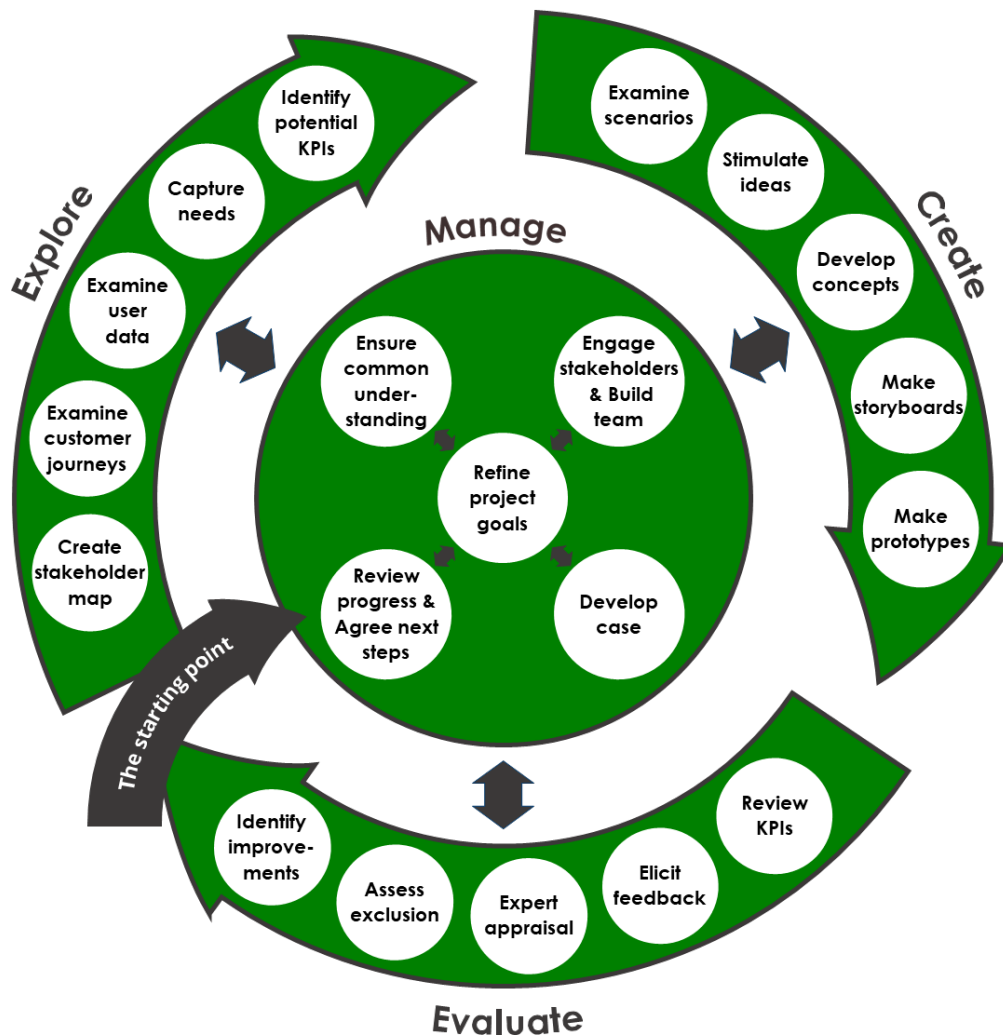 Explore
Identify
potential
KPIs
Capture
needs
Examine
user
data
Examine
customer
journeys
Create
stakeholder
map
The starting point
Manage
Ensure
common
under-
standing
Engage
stakeholders
& Build
team
Refine
project
goals
Review
progress &
Agree next
steps
Develop
case
Create
Examine
scenarios
Stimulate
ideas
Develop
concepts
Make
storyboards
Make
prototypes
Review
KPIs
Elicit
feedback
Expert
appraisal
Assess
exclusion
Identify
improve-
ments
Evaluate